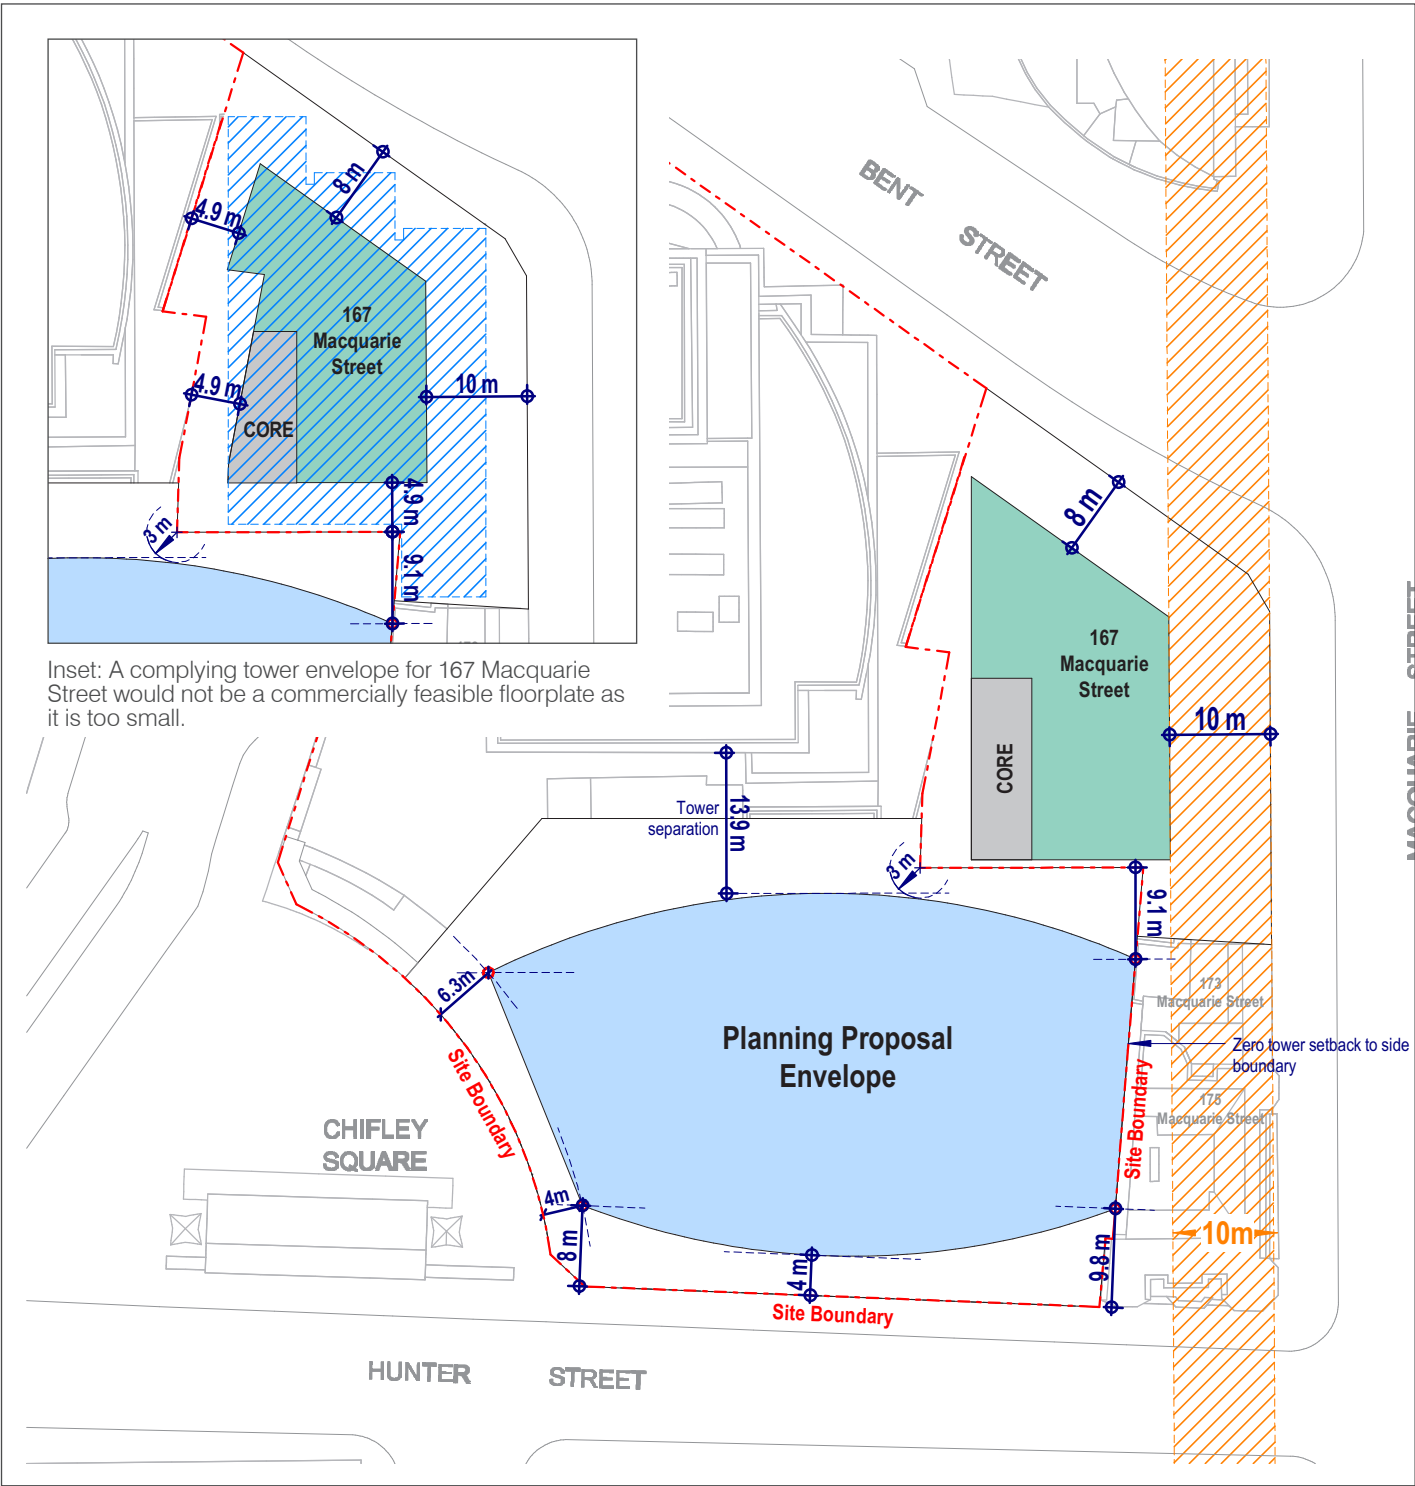 8 m
4.9 m
167
Macquarie
Street
4.9 m
10 m
CORE
4.9 m
3 m
9.1 m
Inset: A complying tower envelope for 167 Macquarie
Street would not be a commercially feasible floorplate as
it is too small.
BENT
STREET
8 m
167
Macquarie
Street
10 m
MACQUARIE STREET
CORE
Tower
separation
13.9 m
3 m
9.1 m
6.3m
173
Macquarie Street
Planning Proposal
Envelope
Zero tower setback to side
boundary
Site Boundary
Site Boundary
175
Macquarie Street
CHIFLEY
SQUARE
4m
8 m
4 m
9.8 m
10m
Site Boundary
HUNTER STREET